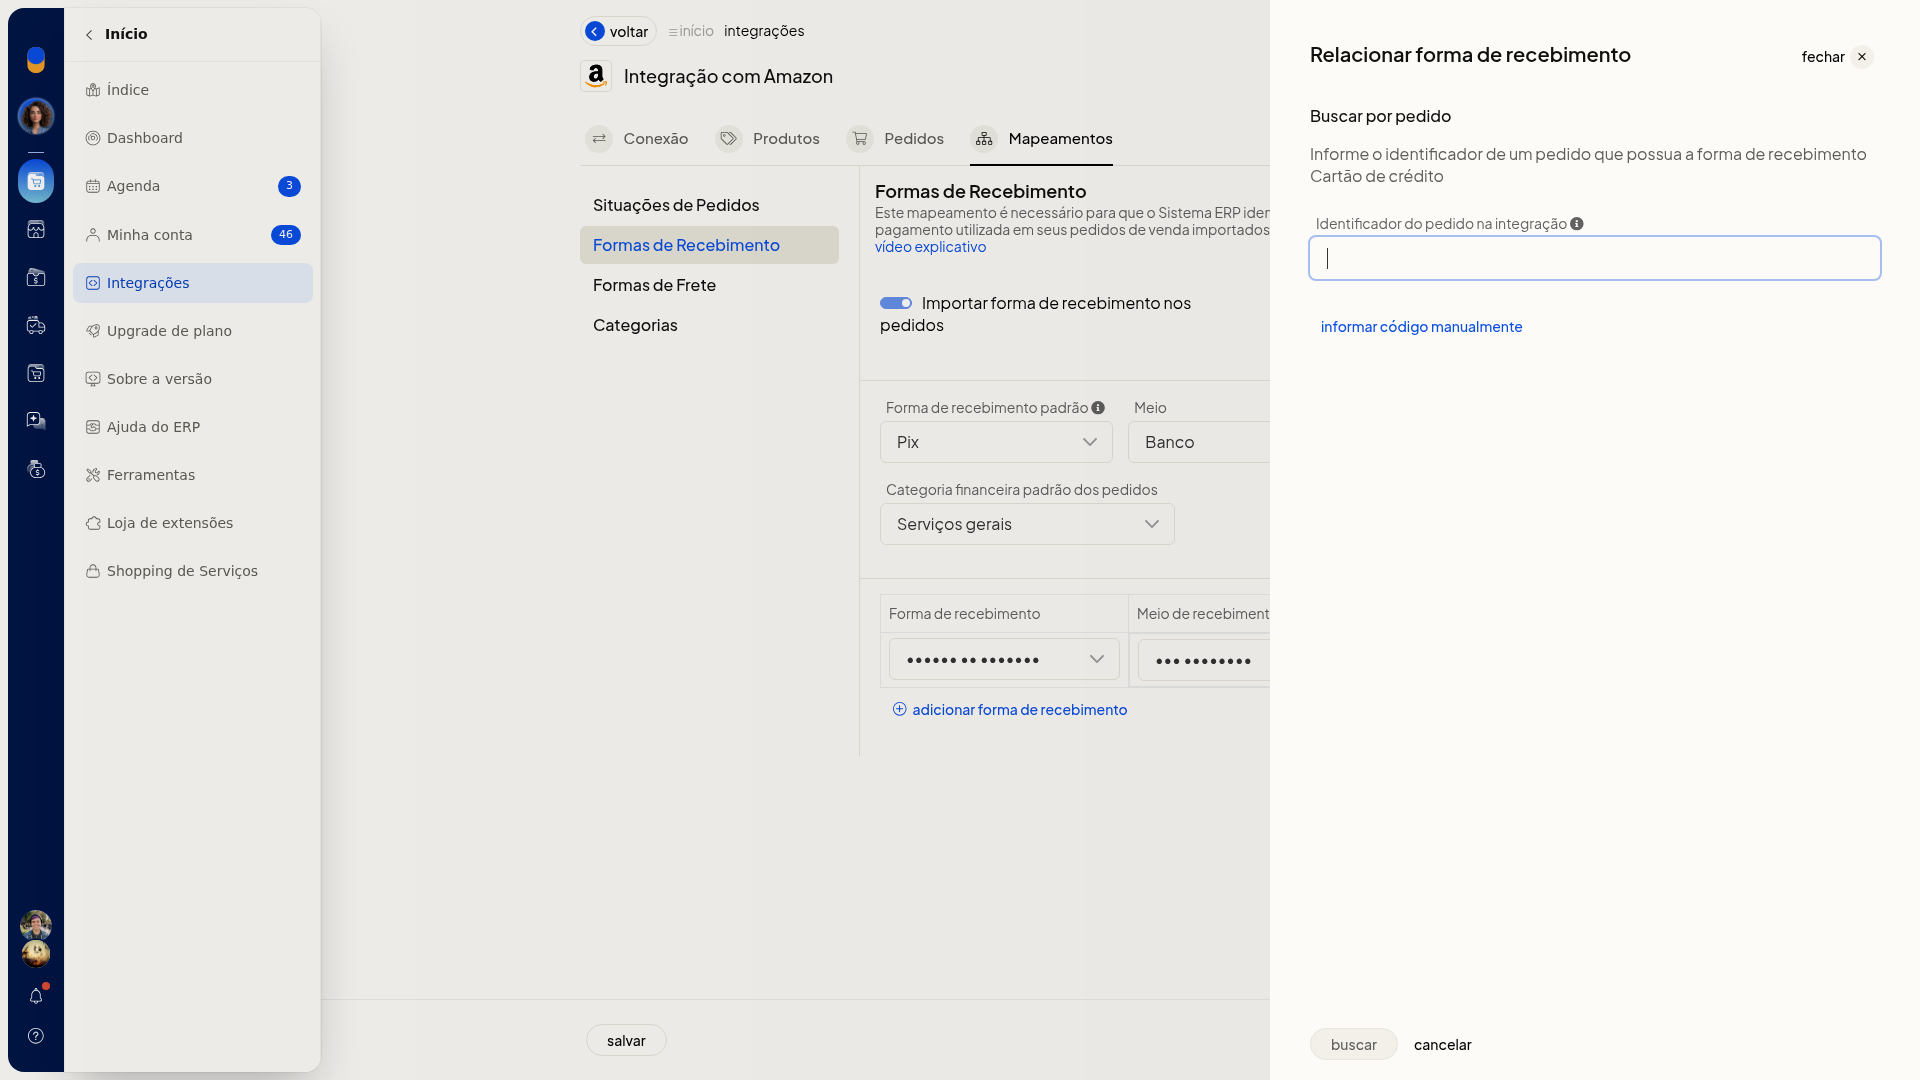 Início
Índice
Dashboard
Agenda
3
Minha conta
46
Integrações
Upgrade de plano
Sobre a versão
Ajuda do ERP
Ferramentas
Loja de extensões
Shopping de Serviços
voltar
início
integrações
Integração com Amazon
Conexão
Produtos
Pedidos
Mapeamentos
Situações de Pedidos
Formas de Recebimento
Formas de Frete
Categorias
Formas de Recebimento
Este mapeamento é necessário para que o Sistema ERP iden
pagamento utilizada em seus pedidos de venda importados
vídeo explicativo
Importar forma de recebimento nos
pedidos
Forma de recebimento padrão
Meio
Pix
Banco
Categoria financeira padrão dos pedidos
Serviços gerais
Forma de recebimento
Meio de recebiment
•••••• •• •••••••
••• •••••••••
adicionar forma de recebimento
salvar
Relacionar forma de recebimento
fechar
Buscar por pedido
Informe o identificador de um pedido que possua a forma de recebimento
Cartão de crédito
Identificador do pedido na integração
informar código manualmente
buscar
cancelar